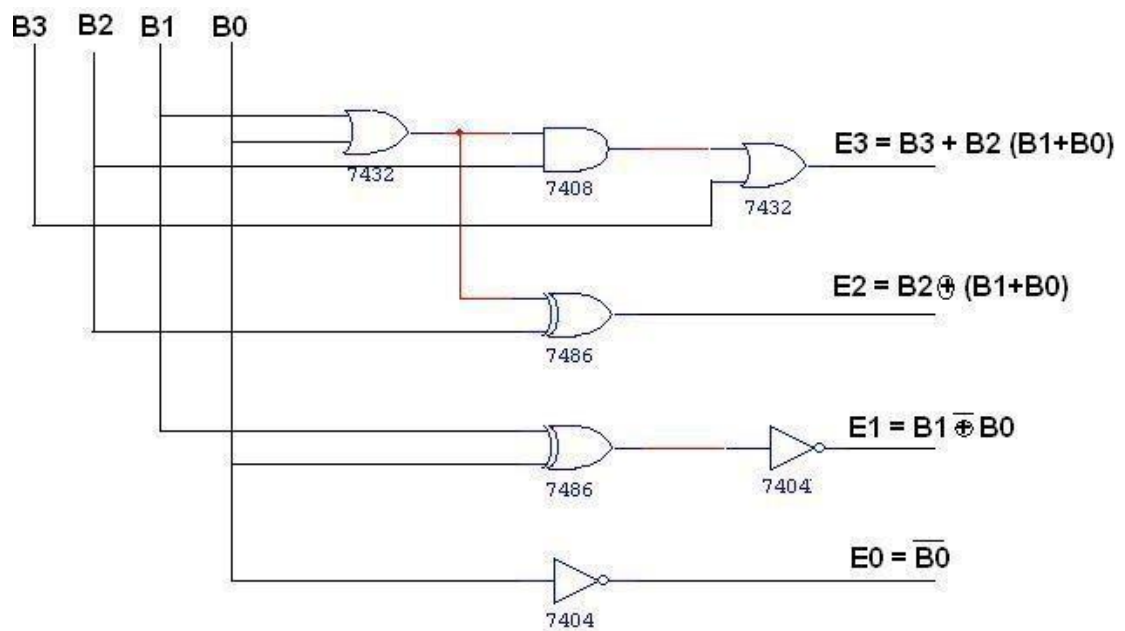 B3 B2 B1 B0
E3 = B3 + B2 (B1+B0)
7432
7408
7432
E2 = B2 ⊕ (B1+B0)
7486
E1 = B1 ⊕̅ B0
7486
7404
E0 = B̅0̅
7404